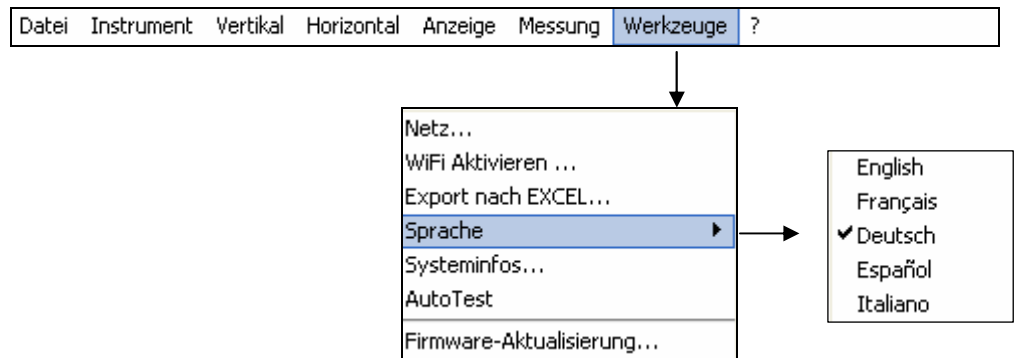 Datei Instrument Vertikal Horizontal Anzeige Messung Werkzeuge ?
Netz...
WiFi Aktivieren ...
Export nach EXCEL...
Sprache
Systeminfos...
AutoTest
Firmware-Aktualisierung...
English
Français
Deutsch
Español
Italiano